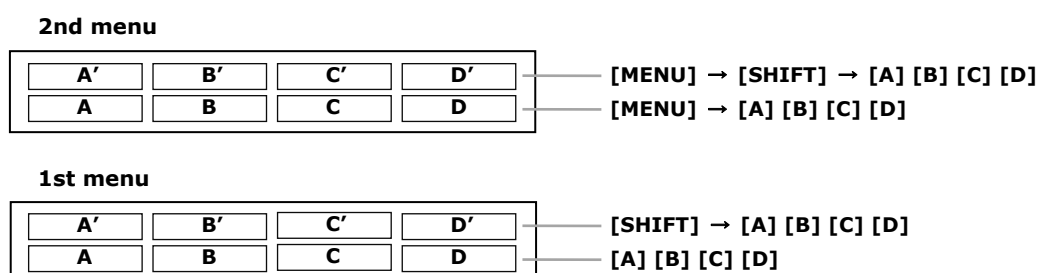 2nd menu
A′ B′ C′ D′ [MENU] → [SHIFT] → [A] [B] [C] [D]
A B C D [MENU] → [A] [B] [C] [D]
1st menu
A′ B′ C′ D′ [SHIFT] → [A] [B] [C] [D]
A B C D [A] [B] [C] [D]